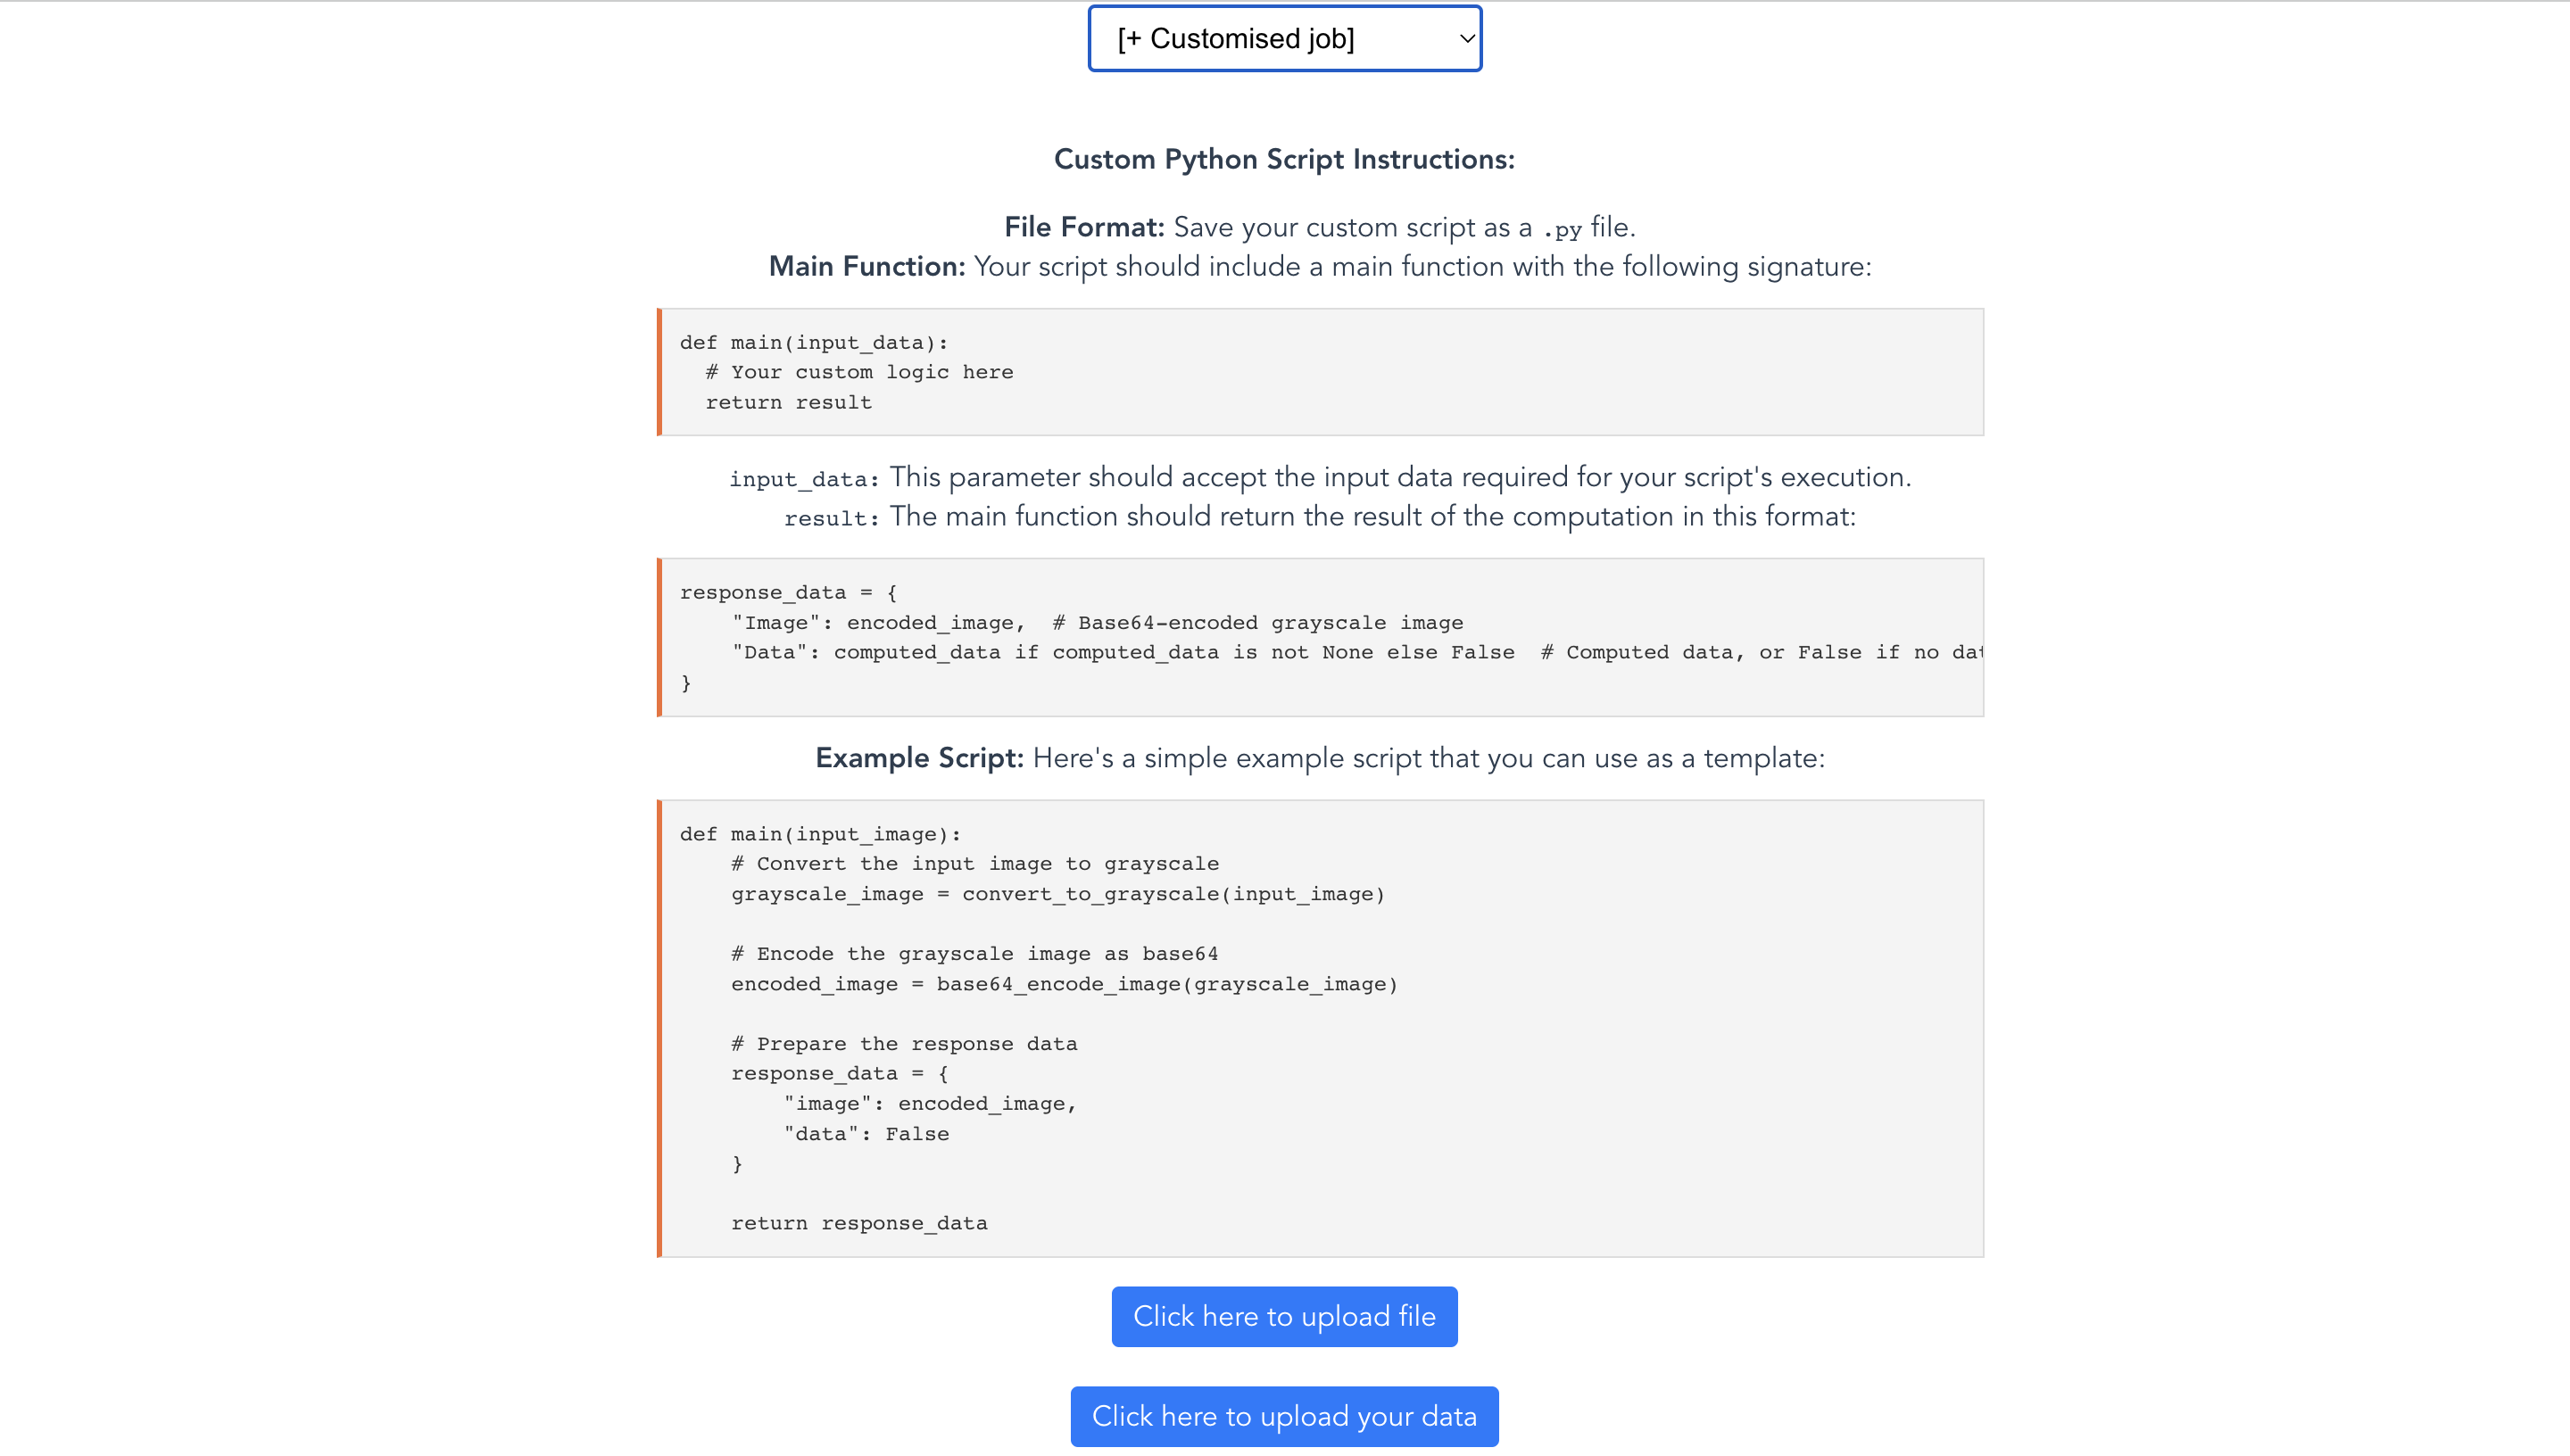 [+ Customised job]
Custom Python Script Instructions:
File Format: Save your custom script as a .py file.
Main Function: Your script should include a main function with the following signature:
def main(input_data):
  # Your custom logic here
  return result
input_data: This parameter should accept the input data required for your script's execution.
result: The main function should return the result of the computation in this format:
response_data = {
    "Image": encoded_image,  # Base64-encoded grayscale image
    "Data": computed_data if computed_data is not None else False  # Computed data, or False if no
}
Example Script: Here's a simple example script that you can use as a template:
def main(input_image):
    # Convert the input image to grayscale
    grayscale_image = convert_to_grayscale(input_image)
    # Encode the grayscale image as base64
    encoded_image = base64_encode_image(grayscale_image)
    # Prepare the response data
    response_data = {
        "image": encoded_image,
        "data": False
    }
    return response_data
Click here to upload file
Click here to upload your data